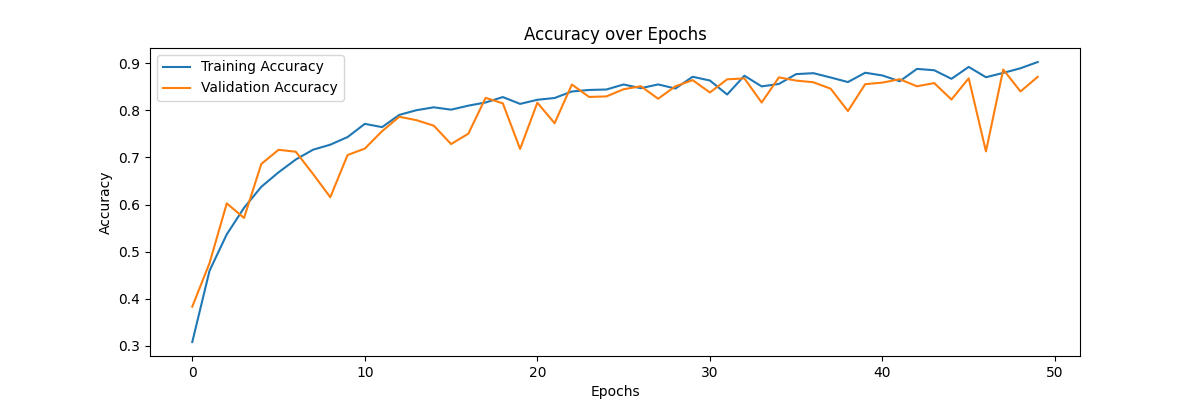 Accuracy over Epochs
Training Accuracy
Validation Accuracy
Accuracy
0.9
0.8
0.7
0.6
0.5
0.4
0.3
0 10 20 30 40 50
Epochs